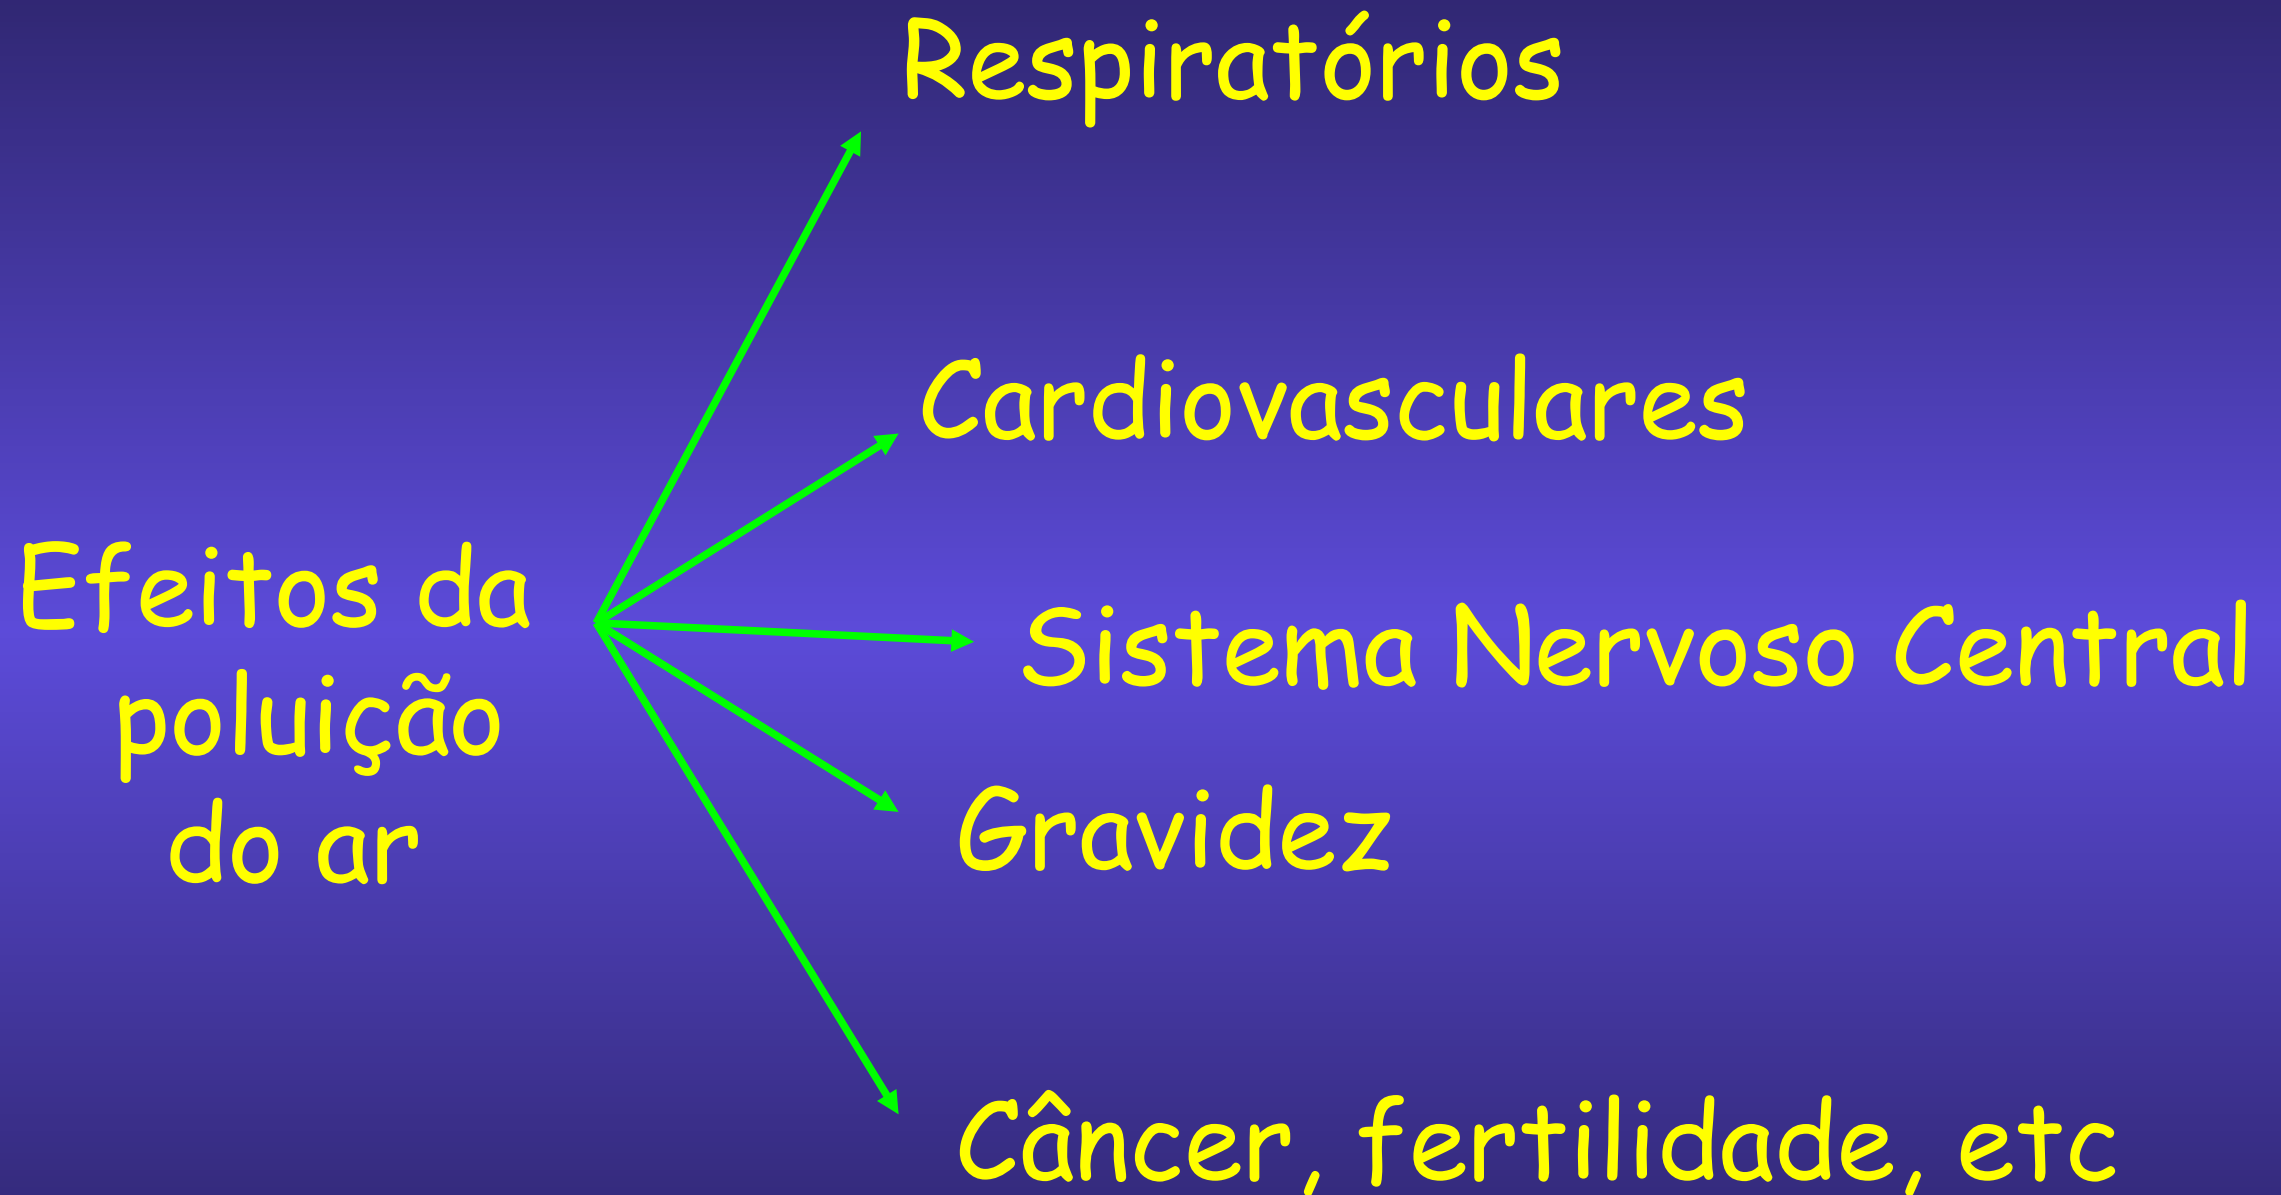 Respiratórios
Cardiovasculares
Efeitos da
poluição
do ar
Sistema Nervoso Central
Gravidez
Câncer, fertilidade, etc